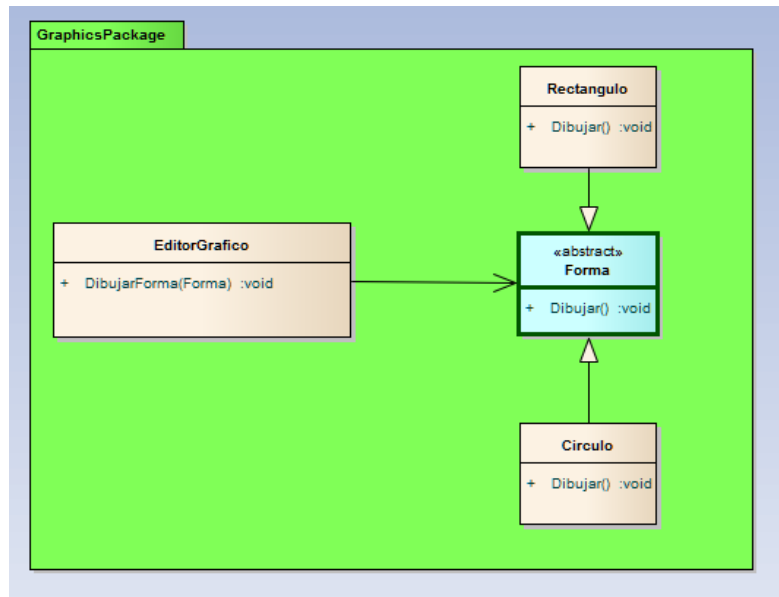 GraphicsPackage
Rectangulo
+ Dibujar() :void
EditorGrafico
+ DibujarForma(Forma) :void
«abstract»
Forma
+ Dibujar() :void
Circulo
+ Dibujar() :void